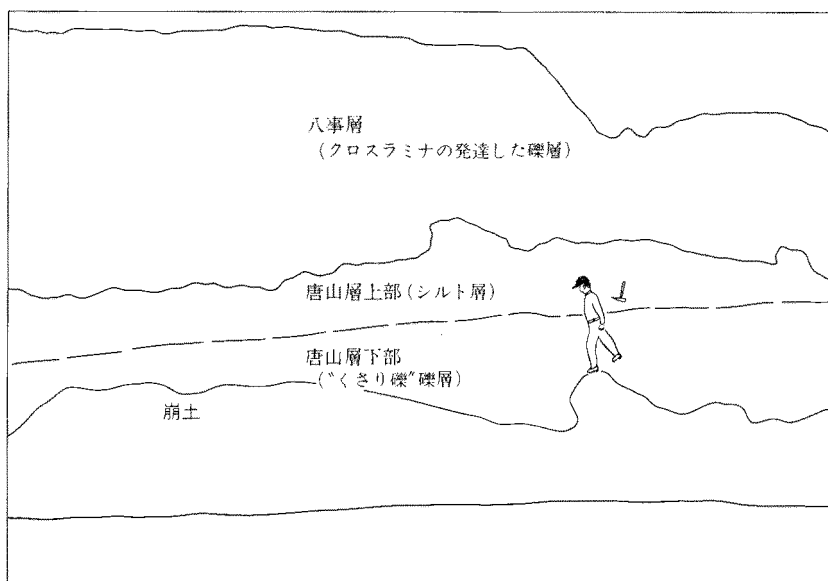 八事層
(クロスラミナの発達した礫層)
唐山層上部(シルト層)
唐山層下部
(〝くさり礫〟礫層)
崩土